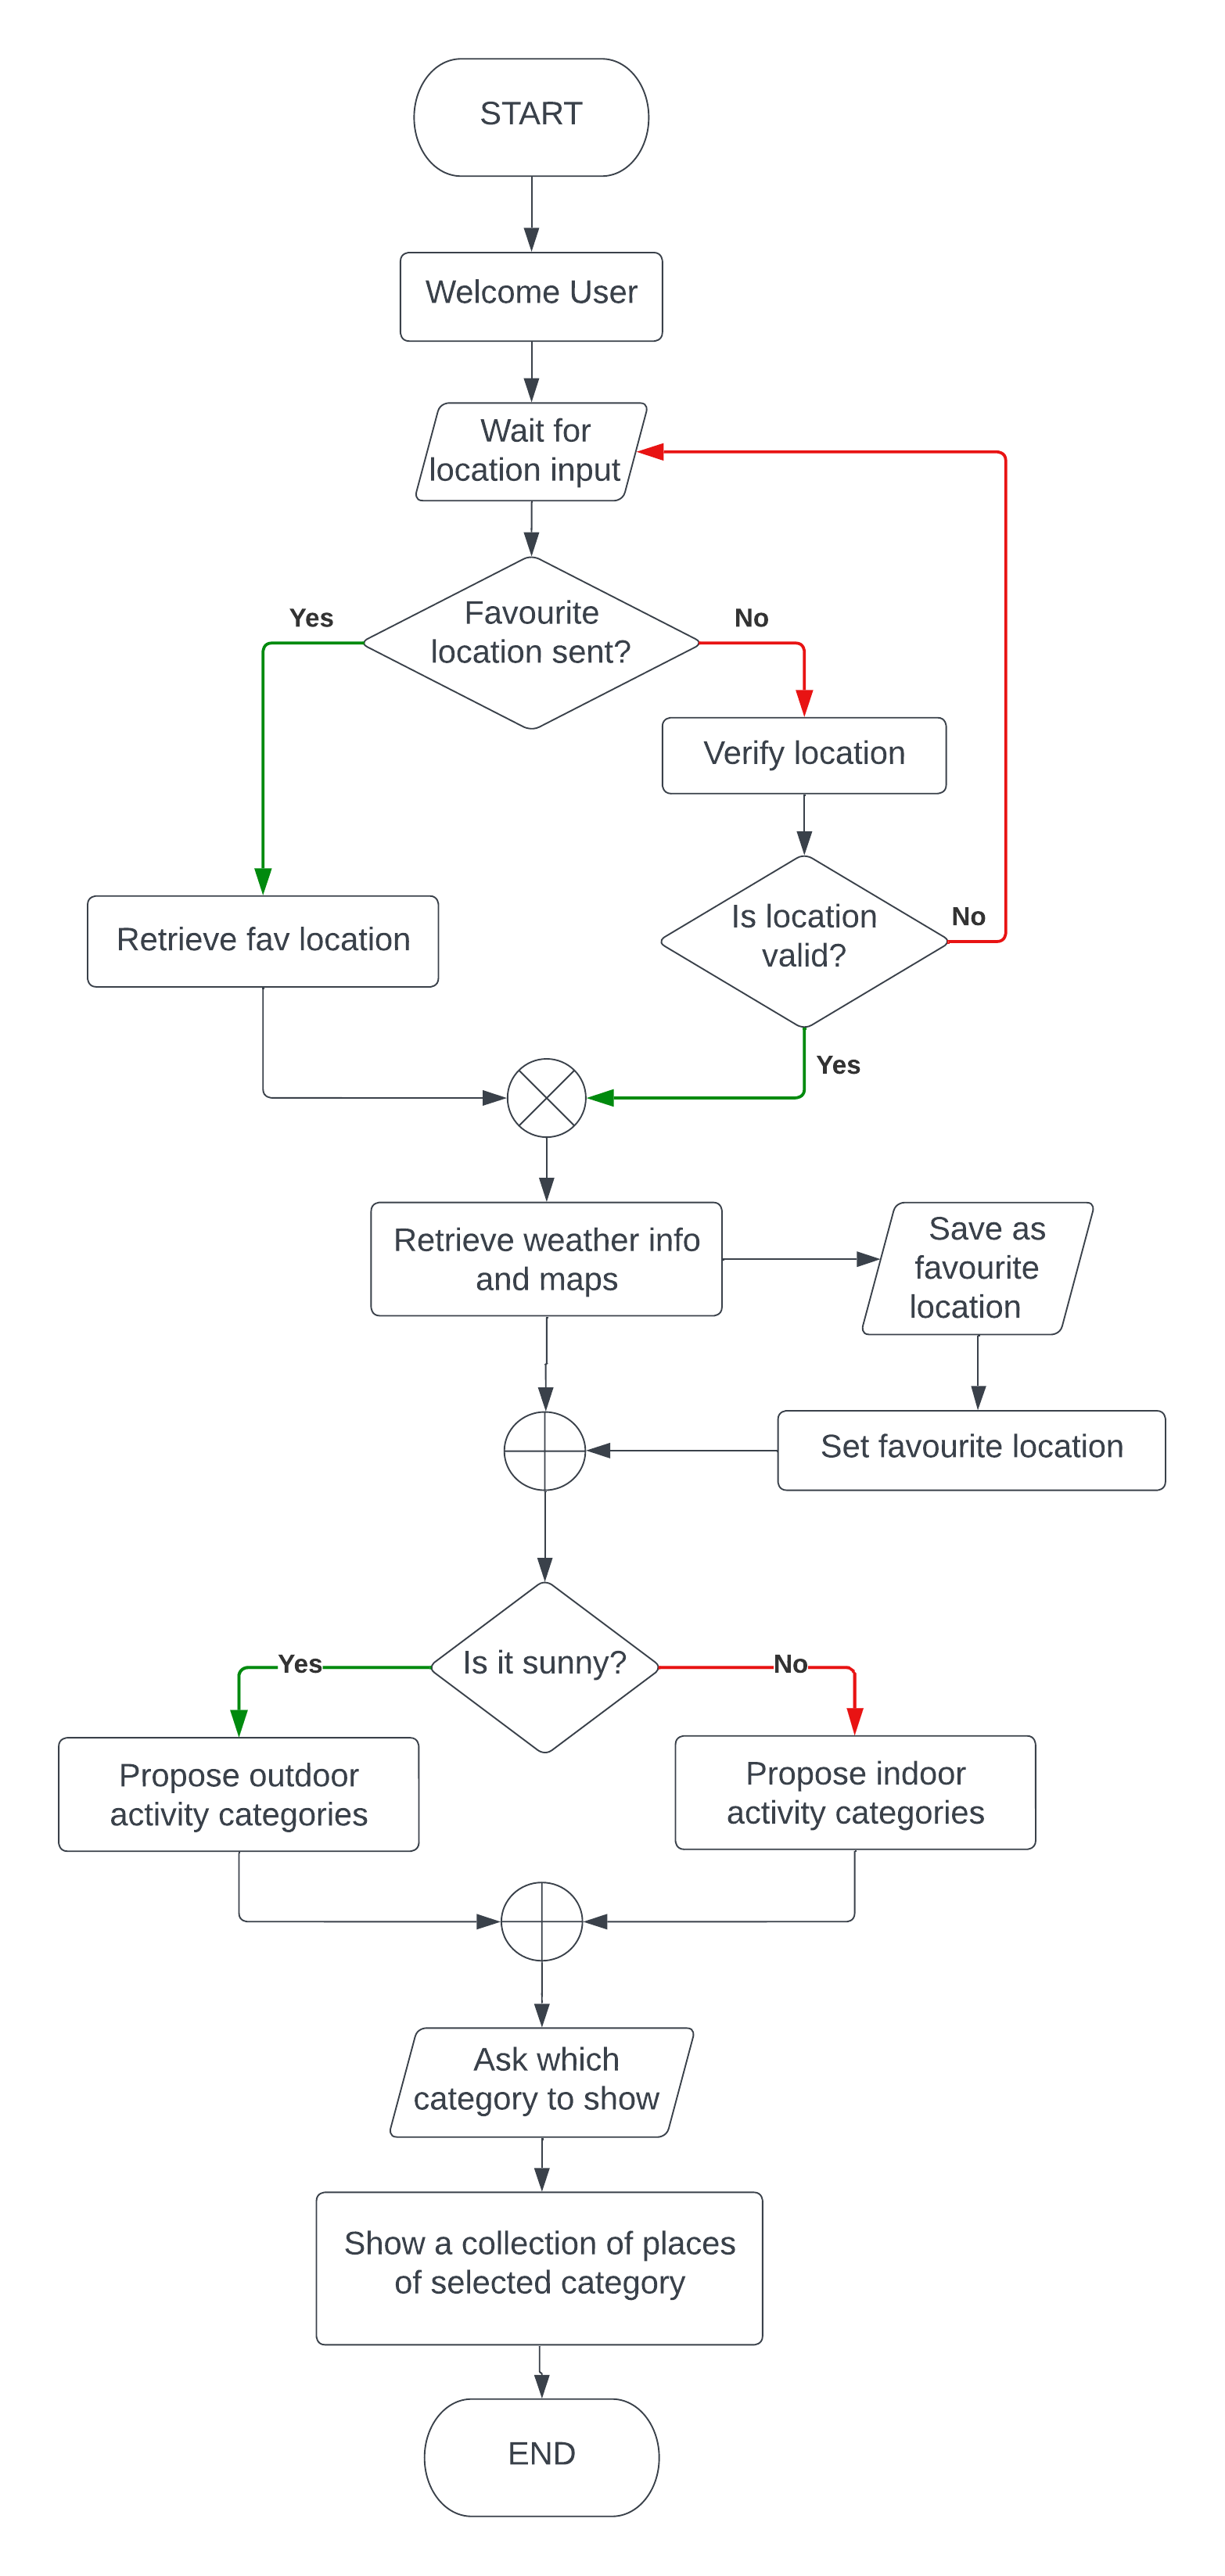 START
Welcome User
Wait for
location input
Favourite
location sent?
Yes
No
Verify location
Retrieve fav location
Is location
valid?
No
Yes
Retrieve weather info
and maps
Save as
favourite
location
Set favourite location
Is it sunny?
Yes
No
Propose outdoor
activity categories
Propose indoor
activity categories
Ask which
category to show
Show a collection of places
of selected category
END